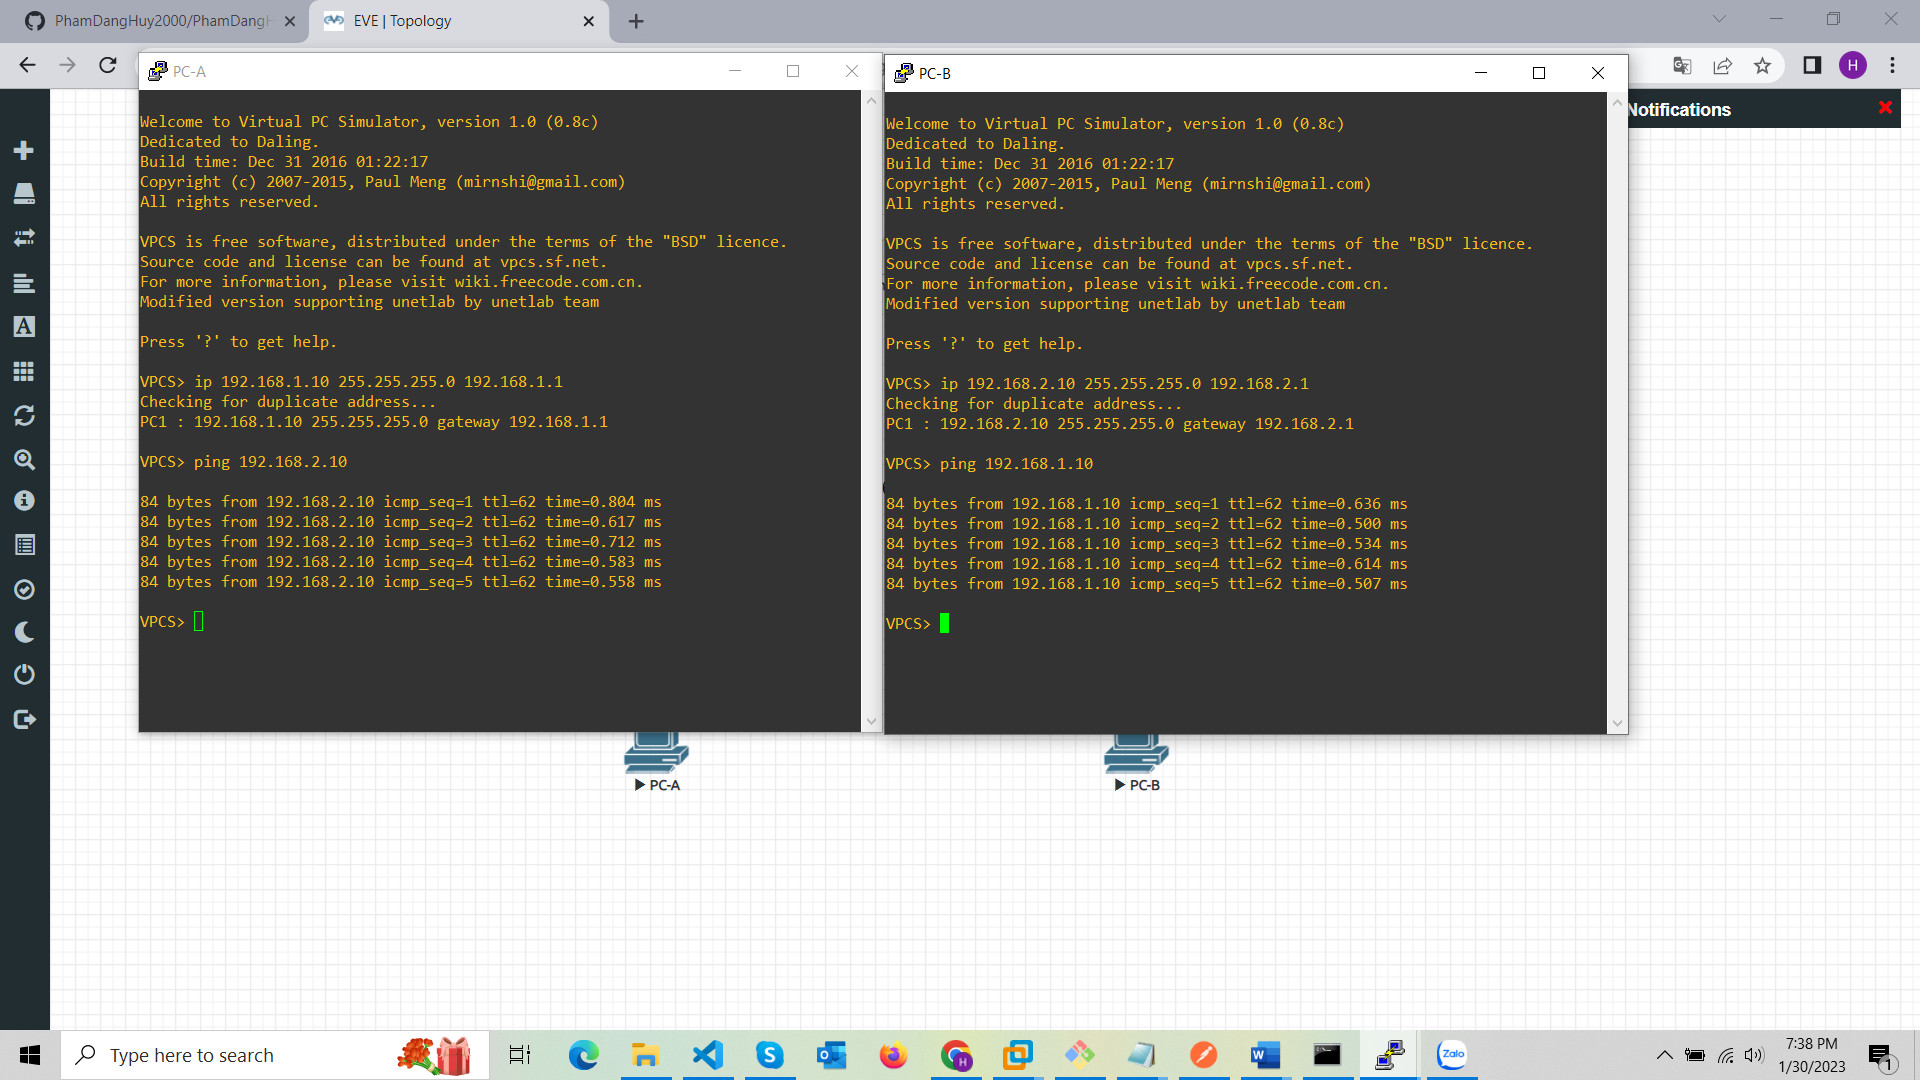 PhamDangHuy2000/PhamDangH
EVE | Topology
PC-A
Welcome to Virtual PC Simulator, version 1.0 (0.8c)
Dedicated to Daling.
Build time: Dec 31 2016 01:22:17
Copyright (c) 2007-2015, Paul Meng (mirnshi@gmail.com)
All rights reserved.
VPCS is free software, distributed under the terms of the "BSD" licence.
Source code and license can be found at vpcs.sf.net.
For more information, please visit wiki.freecode.com.cn.
Modified version supporting unetlab by unetlab team
Press '?' to get help.
VPCS> ip 192.168.1.10 255.255.255.0 192.168.1.1
Checking for duplicate address...
PC1 : 192.168.1.10 255.255.255.0 gateway 192.168.1.1
VPCS> ping 192.168.2.10
84 bytes from 192.168.2.10 icmp_seq=1 ttl=62 time=0.804 ms
84 bytes from 192.168.2.10 icmp_seq=2 ttl=62 time=0.617 ms
84 bytes from 192.168.2.10 icmp_seq=3 ttl=62 time=0.712 ms
84 bytes from 192.168.2.10 icmp_seq=4 ttl=62 time=0.583 ms
84 bytes from 192.168.2.10 icmp_seq=5 ttl=62 time=0.558 ms
VPCS>
PC-B
Welcome to Virtual PC Simulator, version 1.0 (0.8c)
Dedicated to Daling.
Build time: Dec 31 2016 01:22:17
Copyright (c) 2007-2015, Paul Meng (mirnshi@gmail.com)
All rights reserved.
VPCS is free software, distributed under the terms of the "BSD" licence.
Source code and license can be found at vpcs.sf.net.
For more information, please visit wiki.freecode.com.cn.
Modified version supporting unetlab by unetlab team
Press '?' to get help.
VPCS> ip 192.168.2.10 255.255.255.0 192.168.2.1
Checking for duplicate address...
PC1 : 192.168.2.10 255.255.255.0 gateway 192.168.2.1
VPCS> ping 192.168.1.10
84 bytes from 192.168.1.10 icmp_seq=1 ttl=62 time=0.636 ms
84 bytes from 192.168.1.10 icmp_seq=2 ttl=62 time=0.500 ms
84 bytes from 192.168.1.10 icmp_seq=3 ttl=62 time=0.534 ms
84 bytes from 192.168.1.10 icmp_seq=4 ttl=62 time=0.614 ms
84 bytes from 192.168.1.10 icmp_seq=5 ttl=62 time=0.507 ms
VPCS>
H
Notifications
A
PC-A
PC-B
Type here to search
H
Zalo
7:38 PM
1/30/2023
1